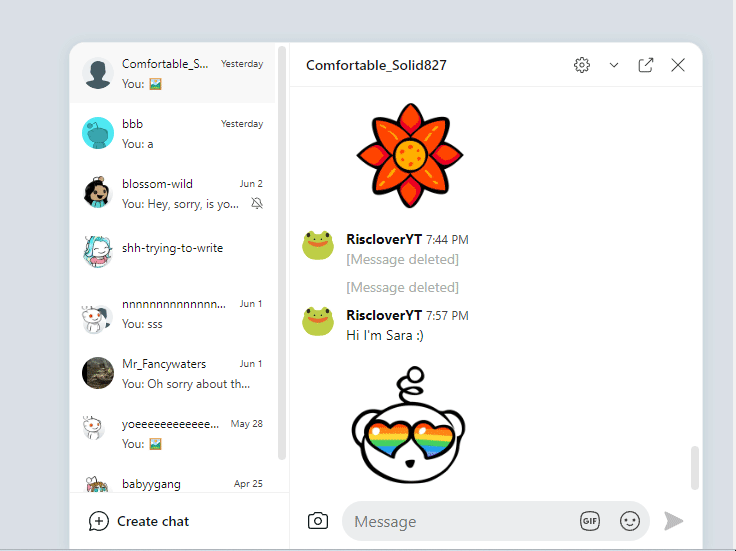 Comfortable_S... Yesterday
You:
bbb Yesterday
You: a
blossom-wild Jun 2
You: Hey, sorry, is yo...
shh-trying-to-write
nnnnnnnnnnnnnn... Jun 1
You: sss
Mr_Fancywaters Jun 1
You: Oh sorry about th...
yoeeeeeeeeeeee... May 28
You:
babyygang Apr 25
Create chat
Comfortable_Solid827
RiscloverYT 7:44 PM
[Message deleted]
[Message deleted]
RiscloverYT 7:57 PM
Hi I'm Sara :)
Message
GIF